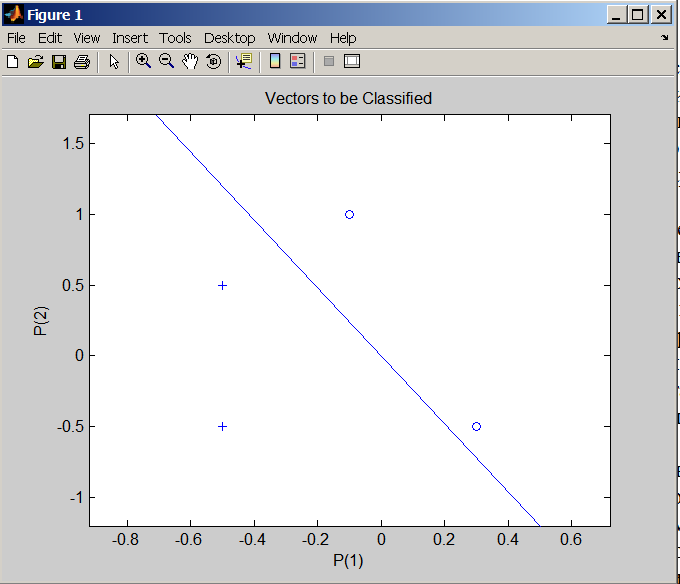 Figure 1
File Edit View Insert Tools Desktop Window Help
Vectors to be Classified
1.5
1
0.5
0
-0.5
-1
P(2)
-0.8 -0.6 -0.4 -0.2 0 0.2 0.4 0.6
P(1)